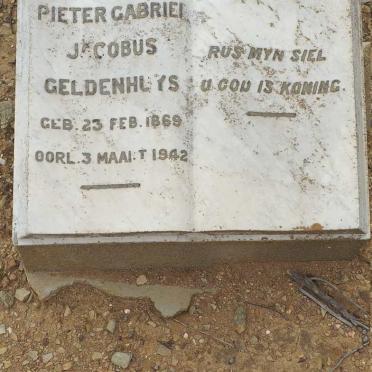 PIETER GABRIEL
JACOBUS
GELDENHUYS
GEB. 23 FEB. 1869
OORL. 3 MAART 1942
RUS MYN SIEL
U GOD IS KONING.